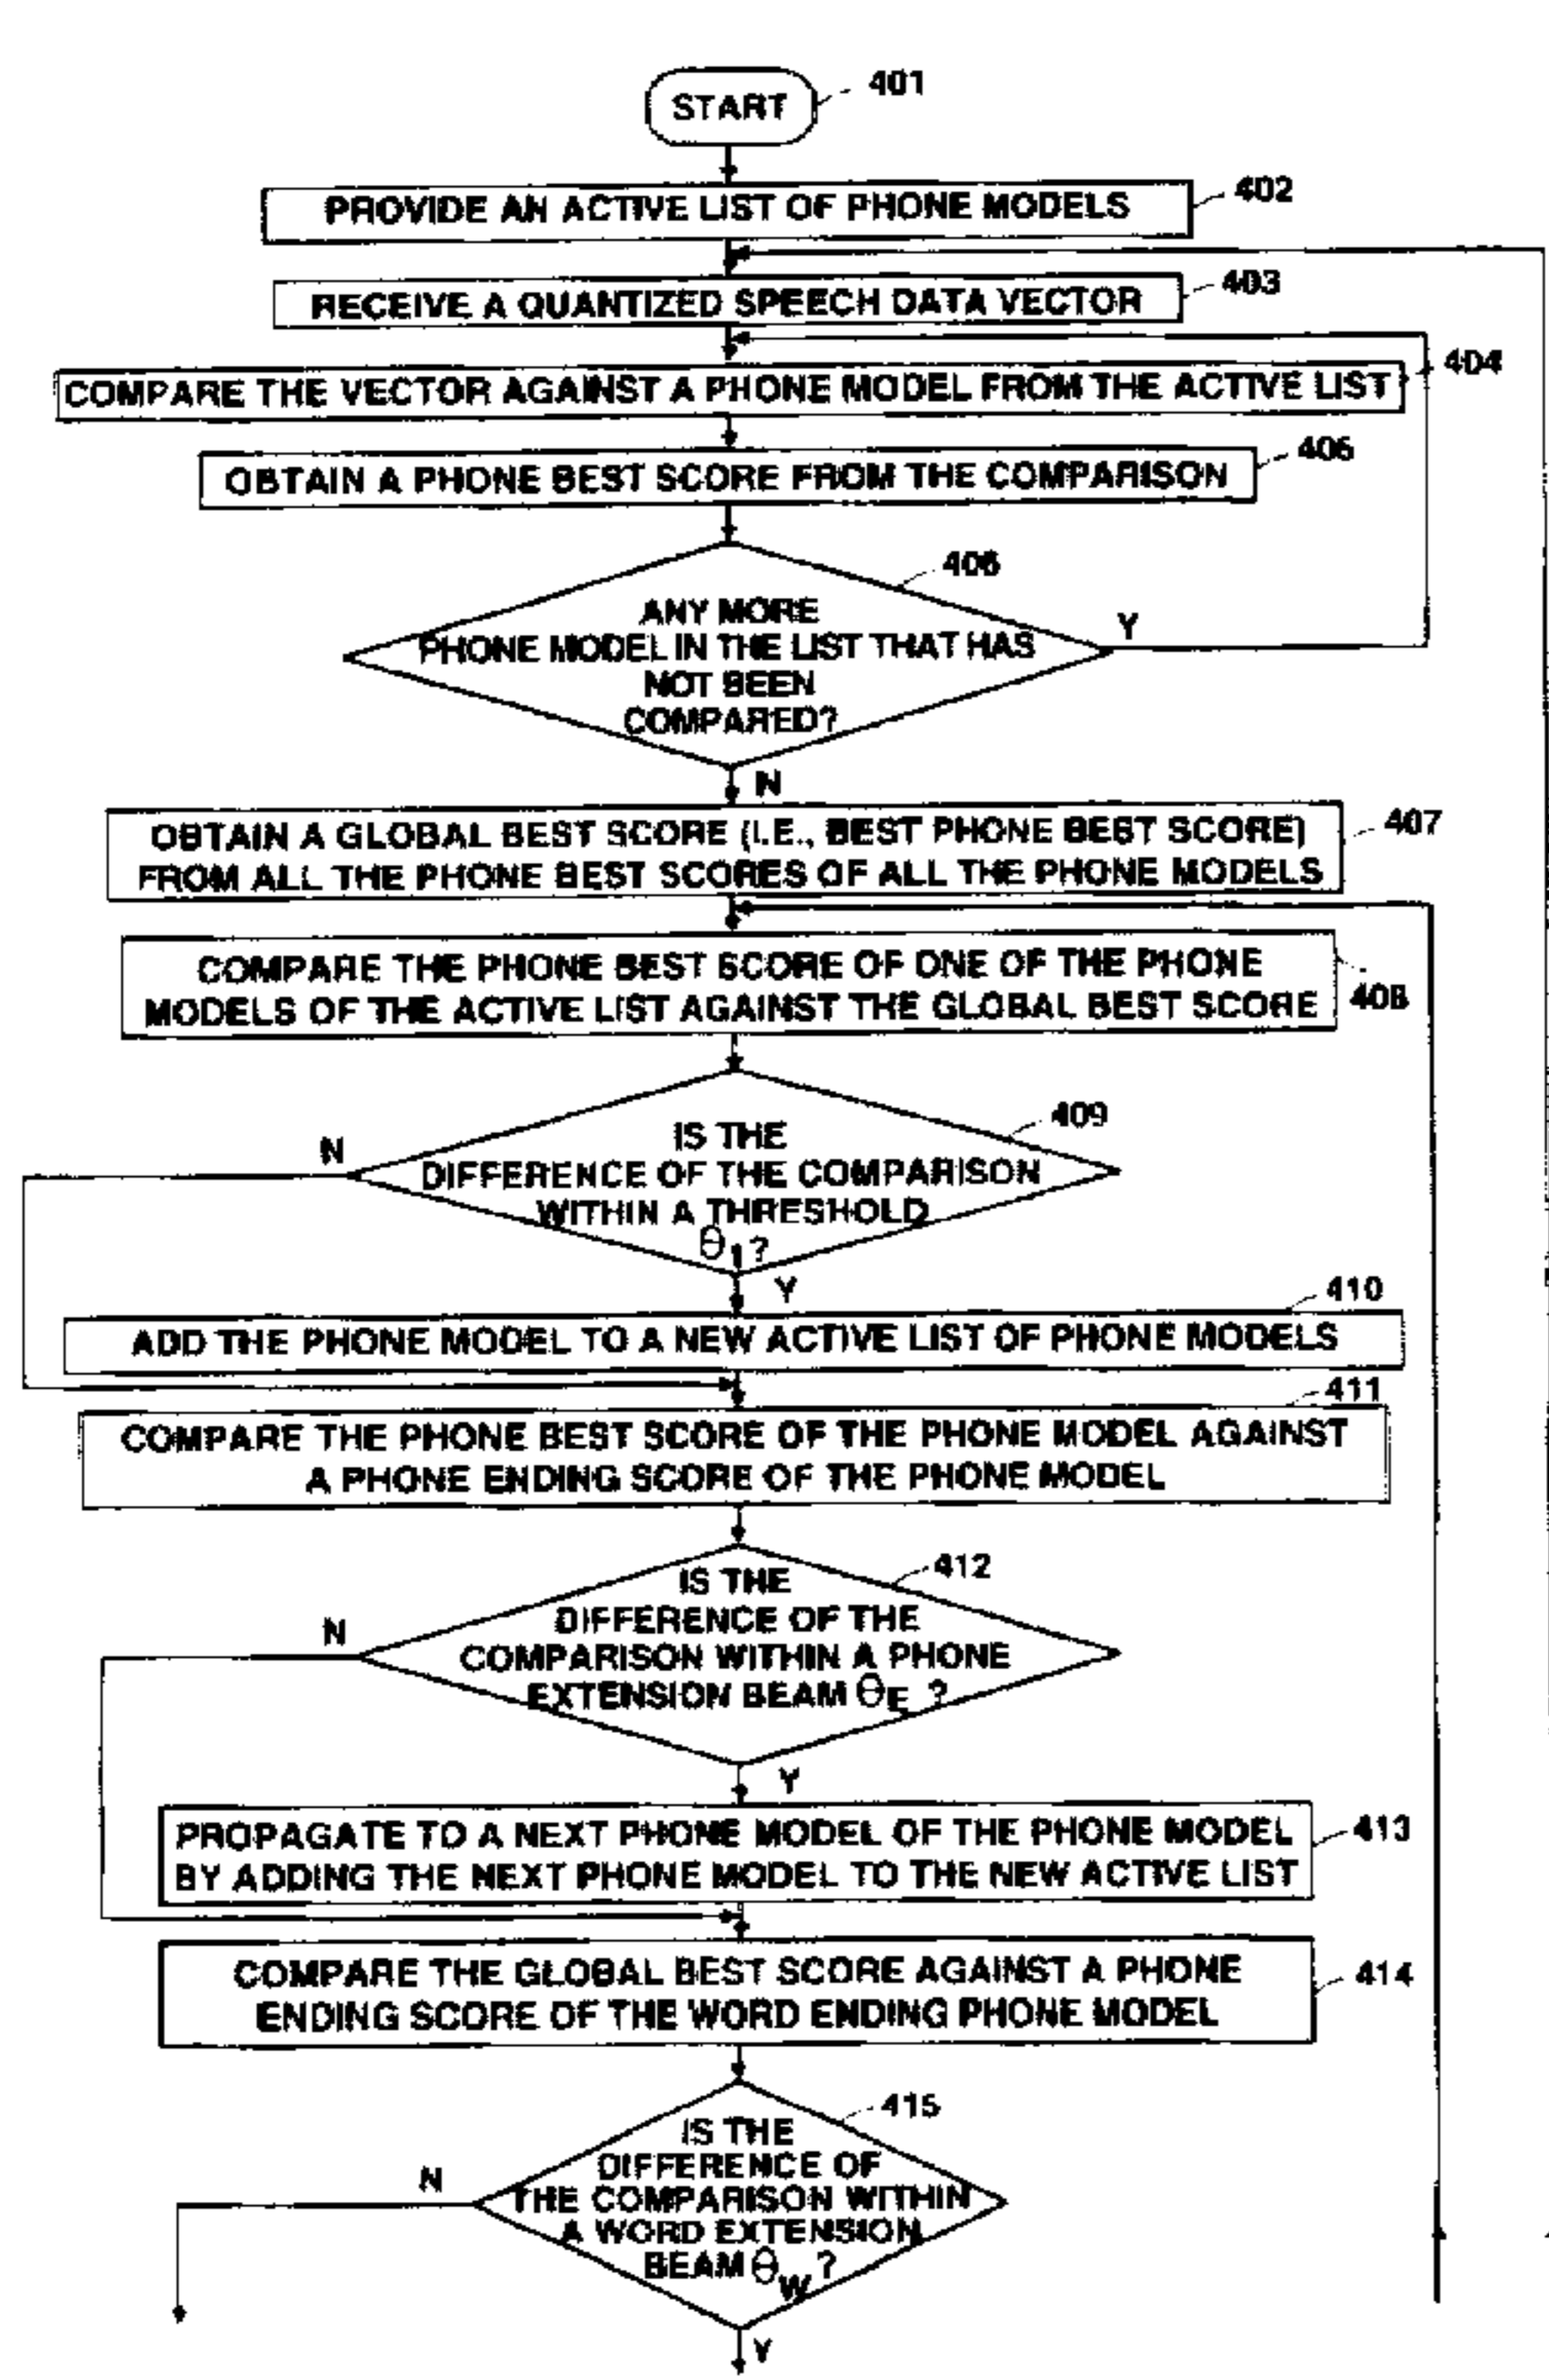 START
401
PROVIDE AN ACTIVE LIST OF PHONE MODELS
402
RECEIVE A QUANTIZED SPEECH DATA VECTOR
403
COMPARE THE VECTOR AGAINST A PHONE MODEL FROM THE ACTIVE LIST
404
OBTAIN A PHONE BEST SCORE FROM THE COMPARISON
405
406
ANY MORE
PHONE MODEL IN THE LIST THAT HAS
NOT BEEN
COMPARED?
Y
N
OBTAIN A GLOBAL BEST SCORE (I.E., BEST PHONE BEST SCORE)
FROM ALL THE PHONE BEST SCORES OF ALL THE PHONE MODELS
407
COMPARE THE PHONE BEST SCORE OF ONE OF THE PHONE
MODELS OF THE ACTIVE LIST AGAINST THE GLOBAL BEST SCORE
408
409
N
IS THE
DIFFERENCE OF THE COMPARISON
WITHIN A THRESHOLD
θ1?
Y
410
ADD THE PHONE MODEL TO A NEW ACTIVE LIST OF PHONE MODELS
411
COMPARE THE PHONE BEST SCORE OF THE PHONE MODEL AGAINST
A PHONE ENDING SCORE OF THE PHONE MODEL
412
N
IS THE
DIFFERENCE OF THE
COMPARISON WITHIN A PHONE
EXTENSION BEAM θE ?
Y
PROPAGATE TO A NEXT PHONE MODEL OF THE PHONE MODEL
BY ADDING THE NEXT PHONE MODEL TO THE NEW ACTIVE LIST
413
COMPARE THE GLOBAL BEST SCORE AGAINST A PHONE
ENDING SCORE OF THE WORD ENDING PHONE MODEL
414
415
N
IS THE
DIFFERENCE OF
THE COMPARISON WITHIN
A WORD EXTENSION
BEAM θW ?
Y